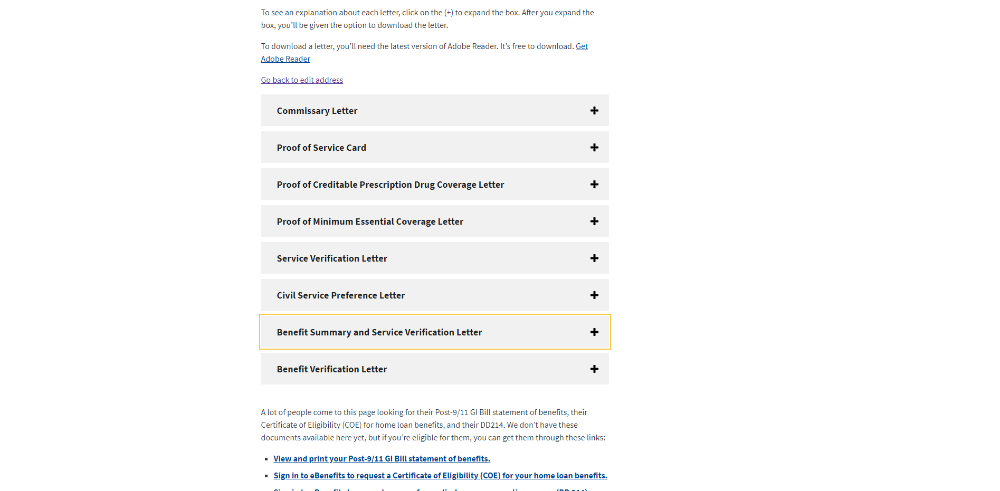 To see an explanation about each letter, click on the (+) to expand the box. After you expand the
box, you’ll be given the option to download the letter.
To download a letter, you’ll need the latest version of Adobe Reader. It’s free to download. Get
Adobe Reader
Go back to edit address
Commissary Letter
Proof of Service Card
Proof of Creditable Prescription Drug Coverage Letter
Proof of Minimum Essential Coverage Letter
Service Verification Letter
Civil Service Preference Letter
Benefit Summary and Service Verification Letter
Benefit Verification Letter
A lot of people come to this page looking for their Post-9/11 GI Bill statement of benefits, their
Certificate of Eligibility (COE) for home loan benefits, and their DD214. We don’t have these
documents available here yet, but if you’re eligible for them, you can get them through these links:
View and print your Post-9/11 GI Bill statement of benefits.
Sign in to eBenefits to request a Certificate of Eligibility (COE) for your home loan benefits.